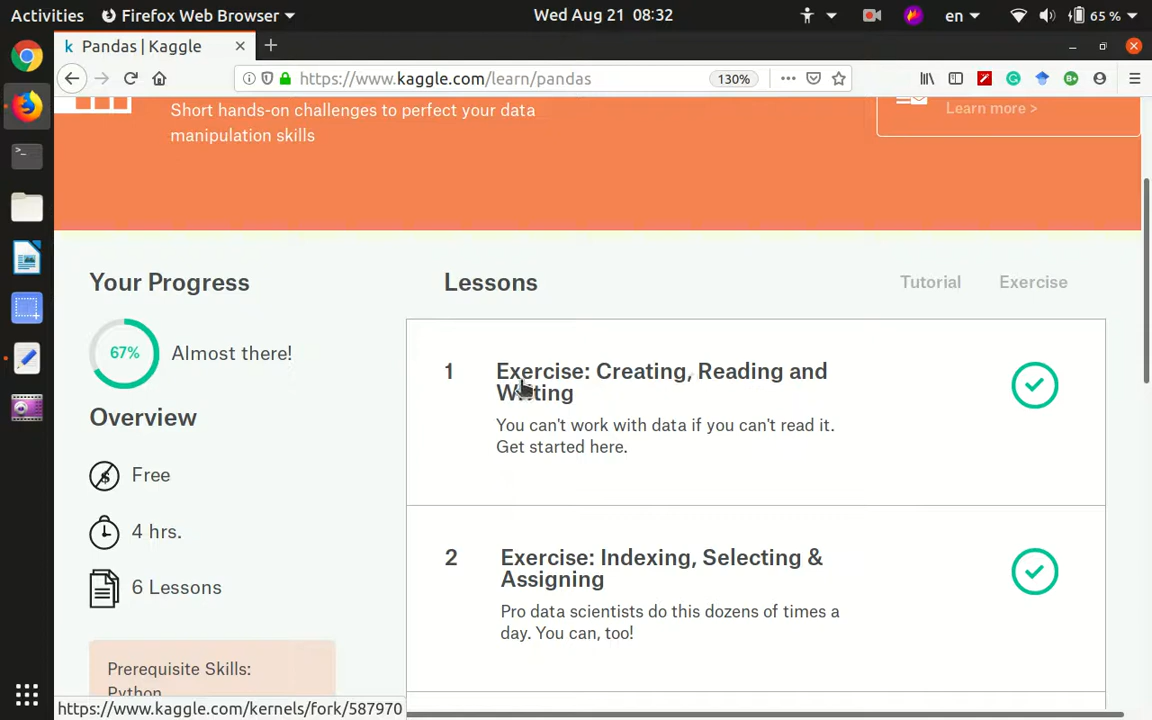 Activities
Firefox Web Browser
Wed Aug 21 08:32
en
65 %
Pandas | Kaggle
https://www.kaggle.com/learn/pandas
130%
Short hands-on challenges to perfect your data
manipulation skills
Learn more >
Your Progress
67%
Almost there!
Overview
Free
4 hrs.
6 Lessons
Prerequisite Skills:
Python
Lessons
Tutorial
Exercise
1
Exercise: Creating, Reading and
Writing
You can't work with data if you can't read it.
Get started here.
2
Exercise: Indexing, Selecting &
Assigning
Pro data scientists do this dozens of times a
day. You can, too!
https://www.kaggle.com/kernels/fork/587970